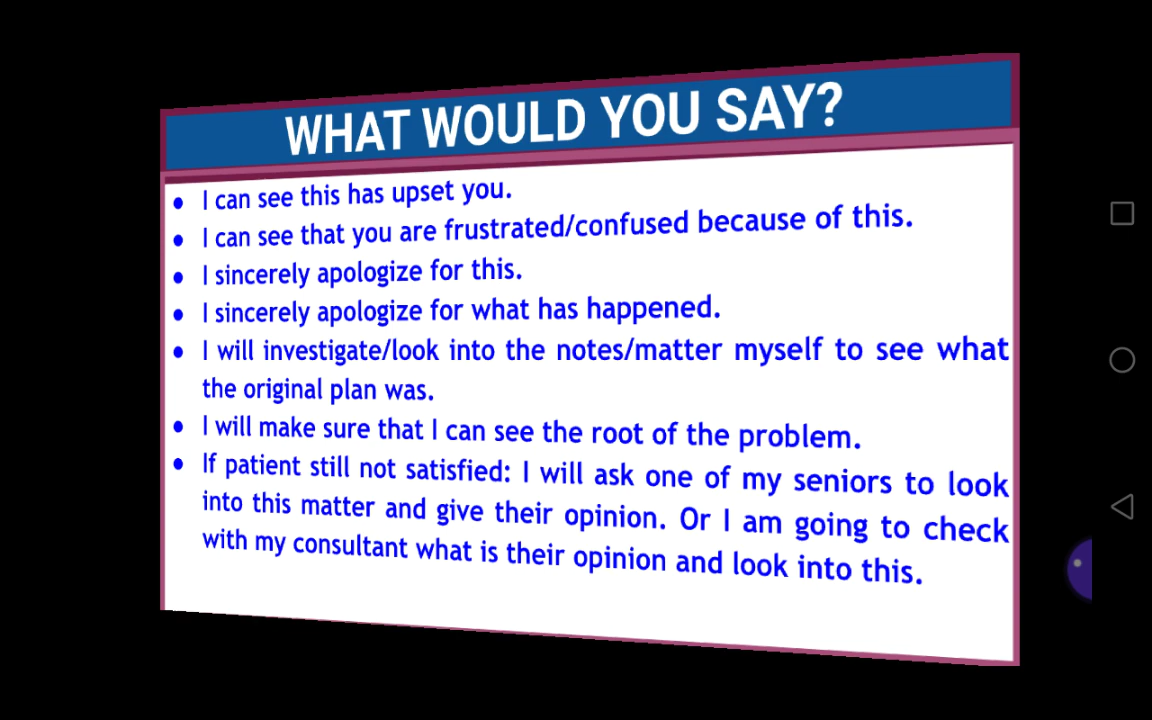 WHAT WOULD YOU SAY?
• I can see this has upset you.
• I can see that you are frustrated/confused because of this.
• I sincerely apologize for this.
• I sincerely apologize for what has happened.
• I will investigate/look into the notes/matter myself to see what
the original plan was.
• I will make sure that I can see the root of the problem.
• If patient still not satisfied: I will ask one of my seniors to look
into this matter and give their opinion. Or I am going to check
with my consultant what is their opinion and look into this.